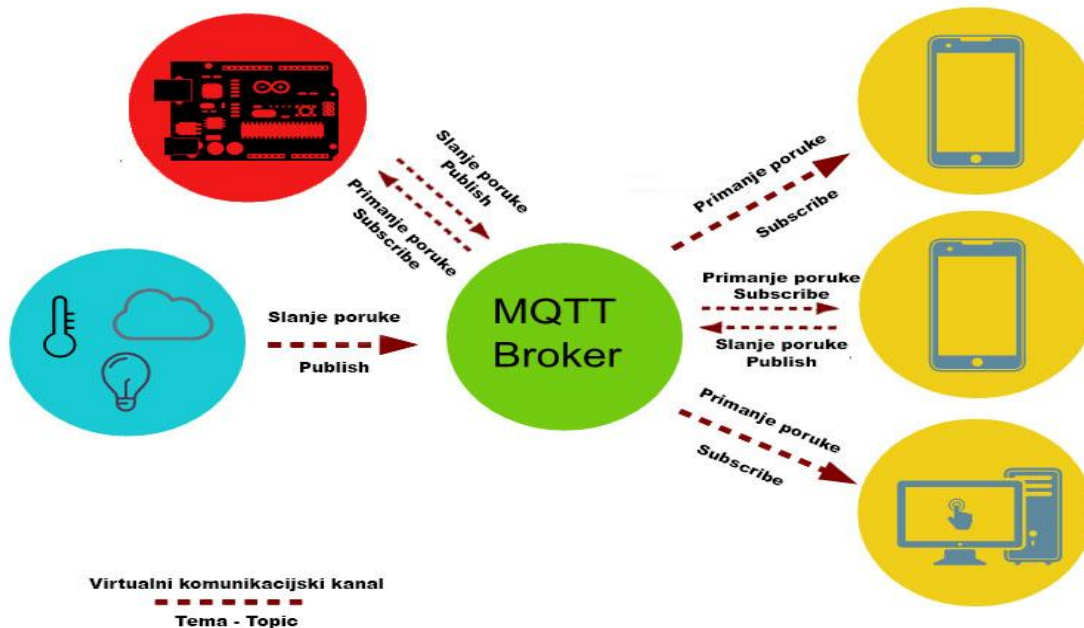 Slanje poruke
Publish
Primanje poruke
Subscribe
Slanje poruke
Publish
MQTT
Broker
Primanje poruke
Subscribe
Primanje poruke
Subscribe
Slanje poruke
Publish
Primanje poruke
Subscribe
Virtualni komunikacijski kanal
Tema - Topic